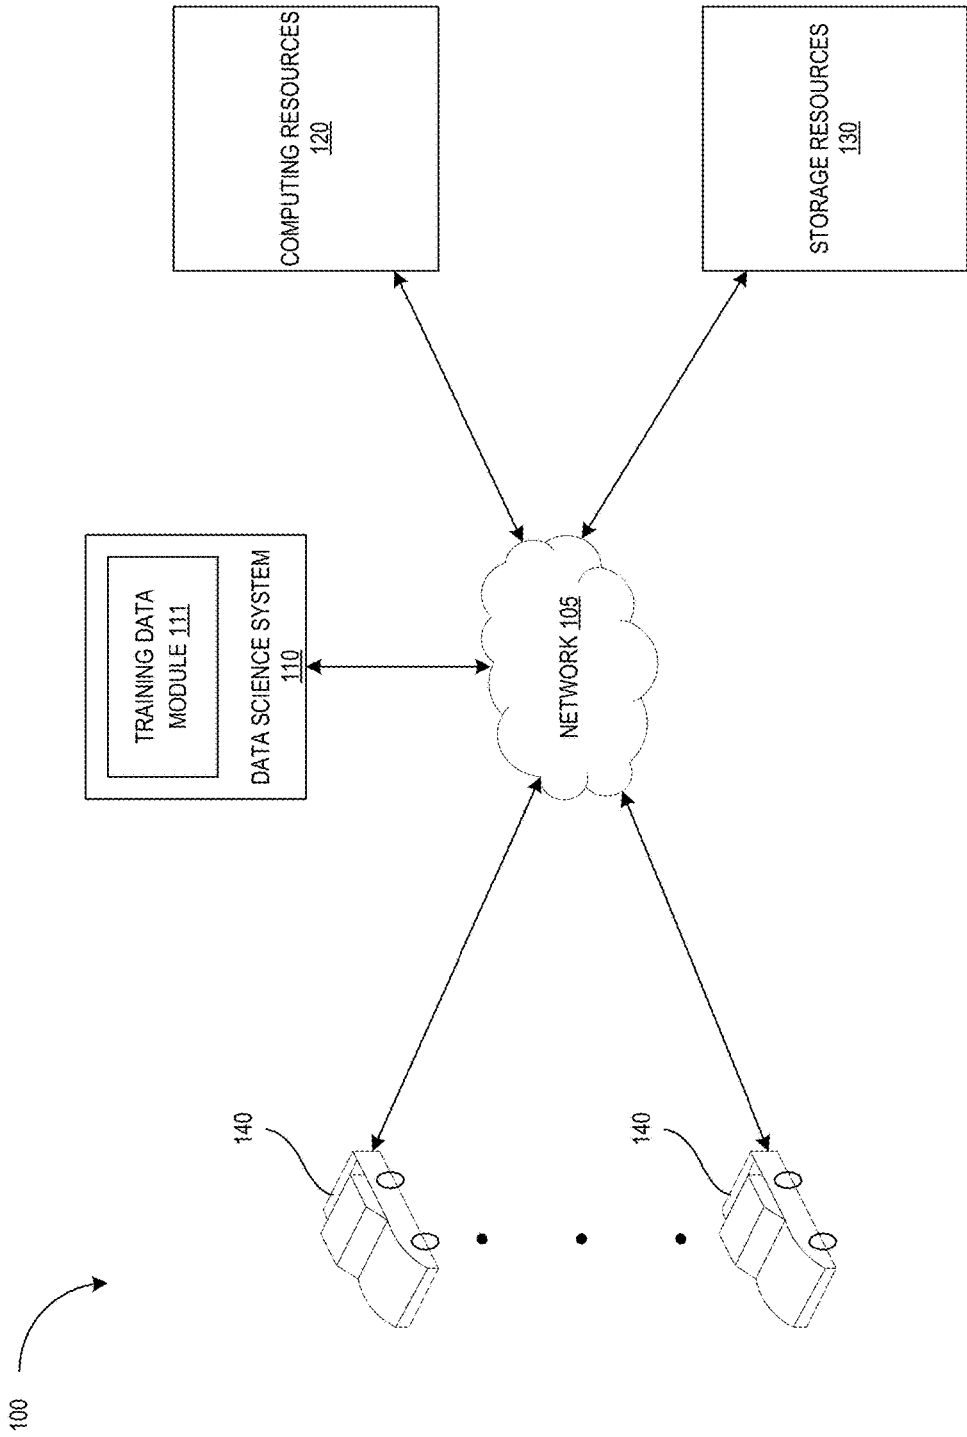 100
TRAINING DATA
MODULE 111
DATA SCIENCE SYSTEM
110
COMPUTING RESOURCES
120
NETWORK 105
STORAGE RESOURCES
130
140
140